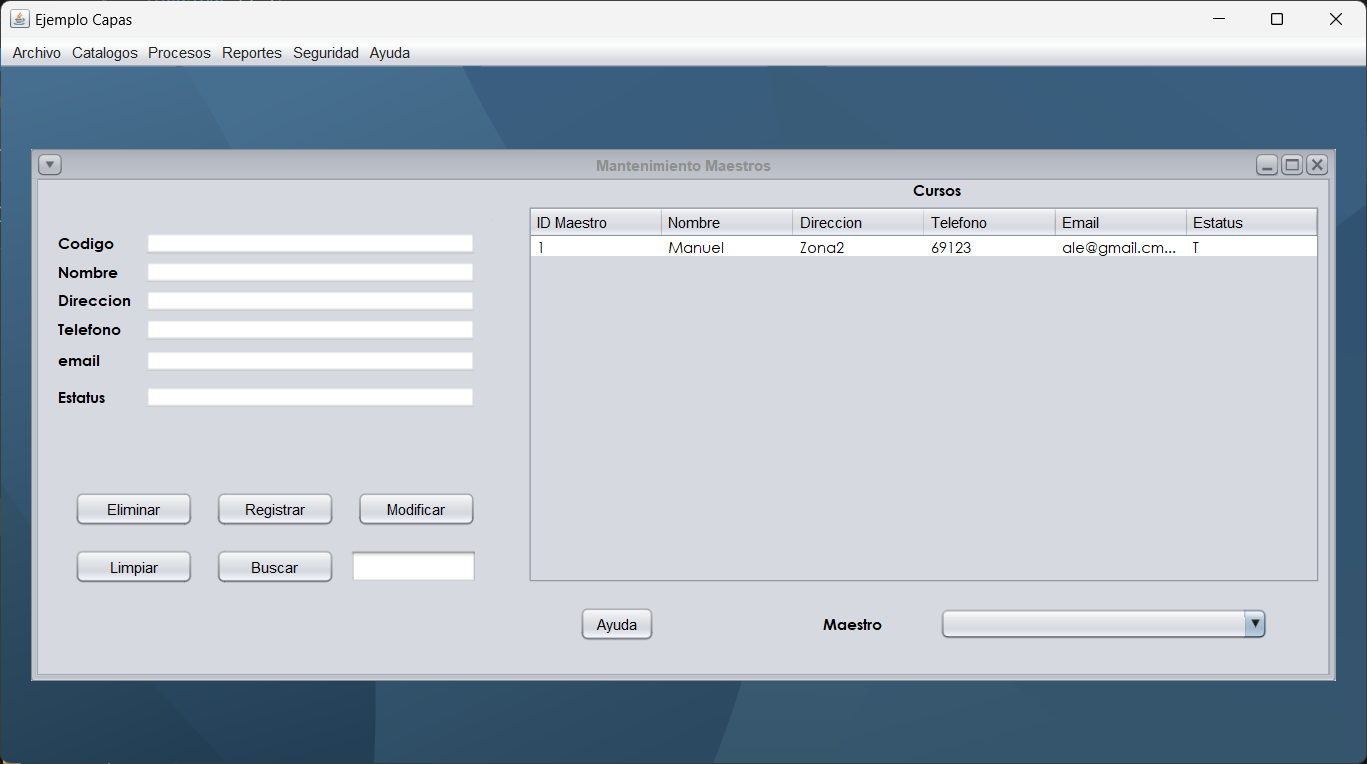 Ejemplo Capas
Archivo Catalogos Procesos Reportes Seguridad Ayuda
Mantenimiento Maestros
Cursos
ID Maestro Nombre Direccion Telefono Email Estatus
1 Manuel Zona2 69123 ale@gmail.cm... T
Codigo
Nombre
Direccion
Telefono
email
Estatus
Eliminar Registrar Modificar
Limpiar Buscar
Ayuda Maestro